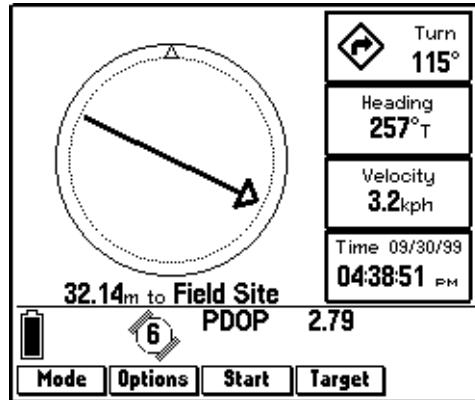 Turn
115°
Heading
257°T
Velocity
3.2kph
Time 09/30/99
04:38:51 PM
32.14m to Field Site
6 PDOP 2.79
Mode Options Start Target